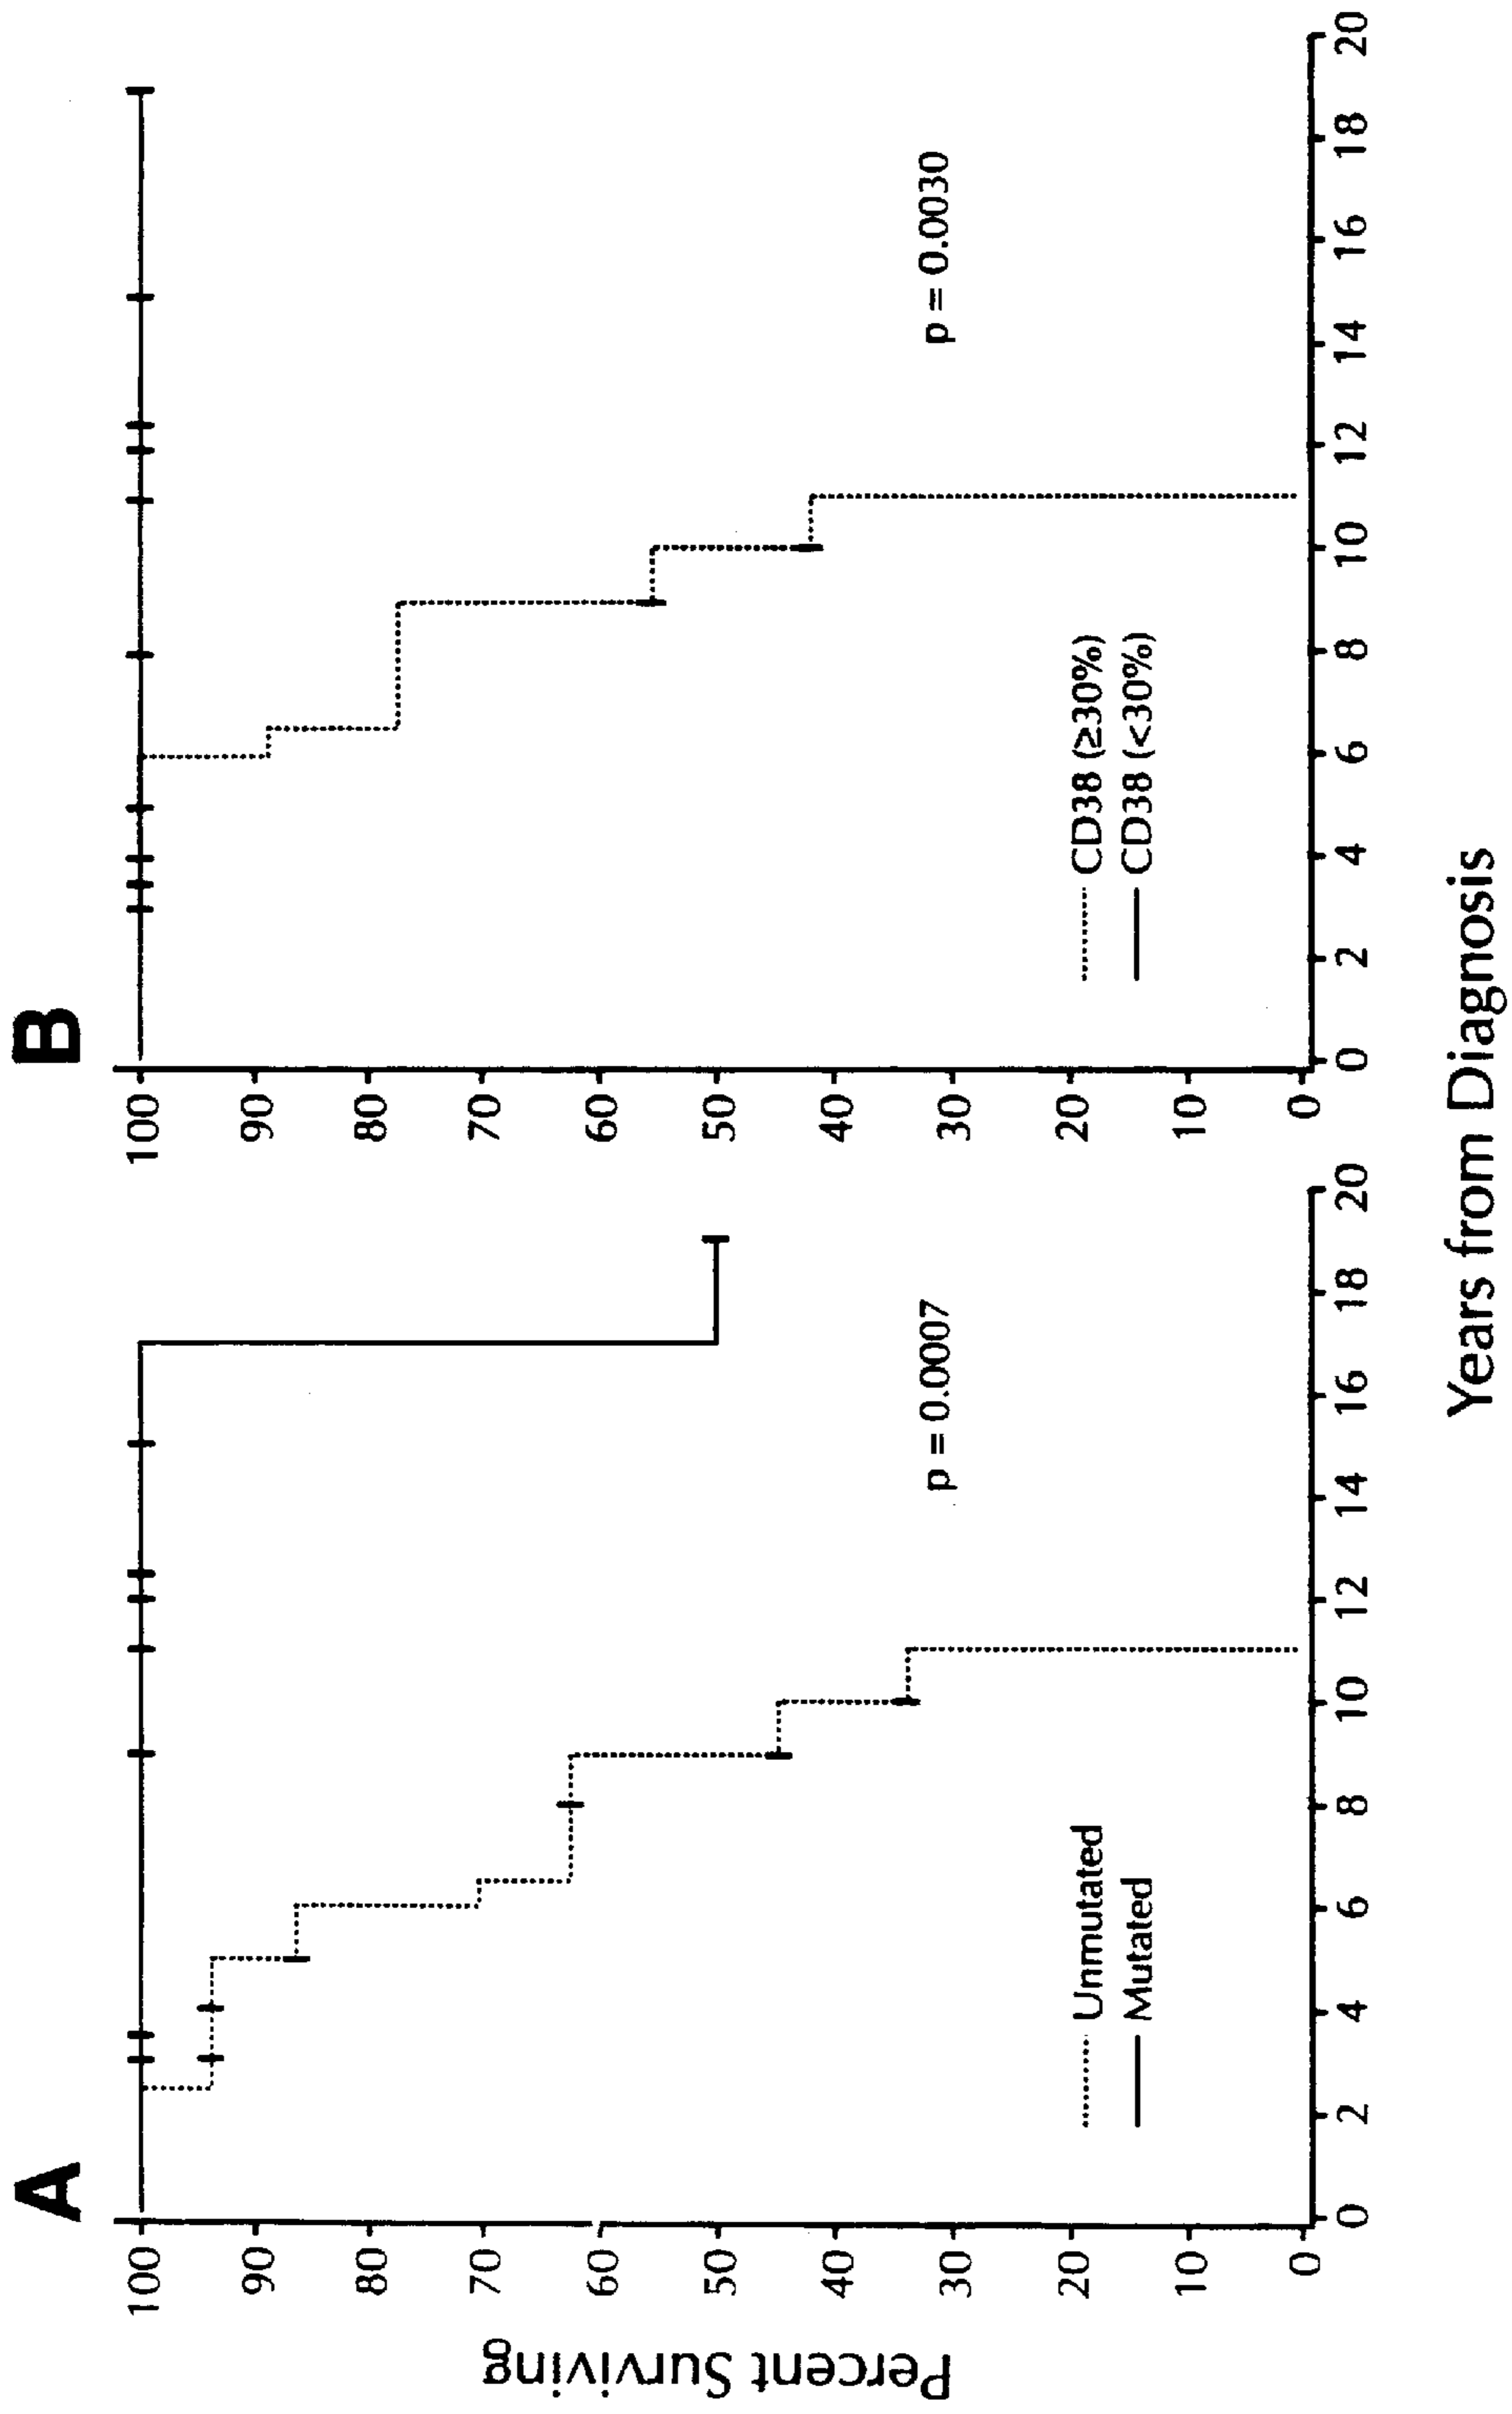 A
Percent Surviving
100
90
80
70
60
50
40
30
20
10
0
0 2 4 6 8 10 12 14 16 18 20
p = 0.0007
Unmutated
Mutated
B
100
90
80
70
60
50
40
30
20
10
0
0 2 4 6 8 10 12 14 16 18 20
p = 0.0030
CD38 (≥30%)
CD38 (<30%)
Years from Diagnosis